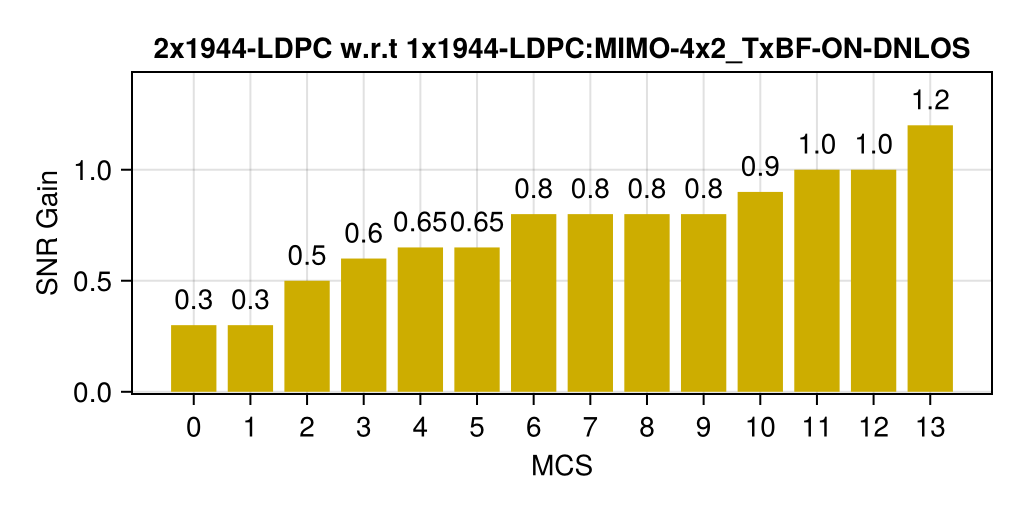 2x1944-LDPC w.r.t 1x1944-LDPC:MIMO-4x2_TxBF-ON-DNLOS
SNR Gain
1.0
0.5
0.0
0.3 0.3 0.5 0.6 0.65 0.65 0.8 0.8 0.8 0.8 0.9 1.0 1.0 1.2
0 1 2 3 4 5 6 7 8 9 10 11 12 13
MCS